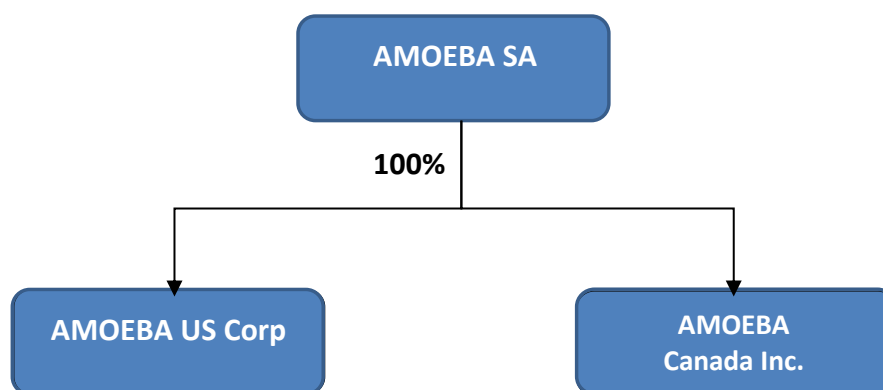 AMOEBA SA
100%
AMOEBA US Corp
AMOEBA
Canada Inc.